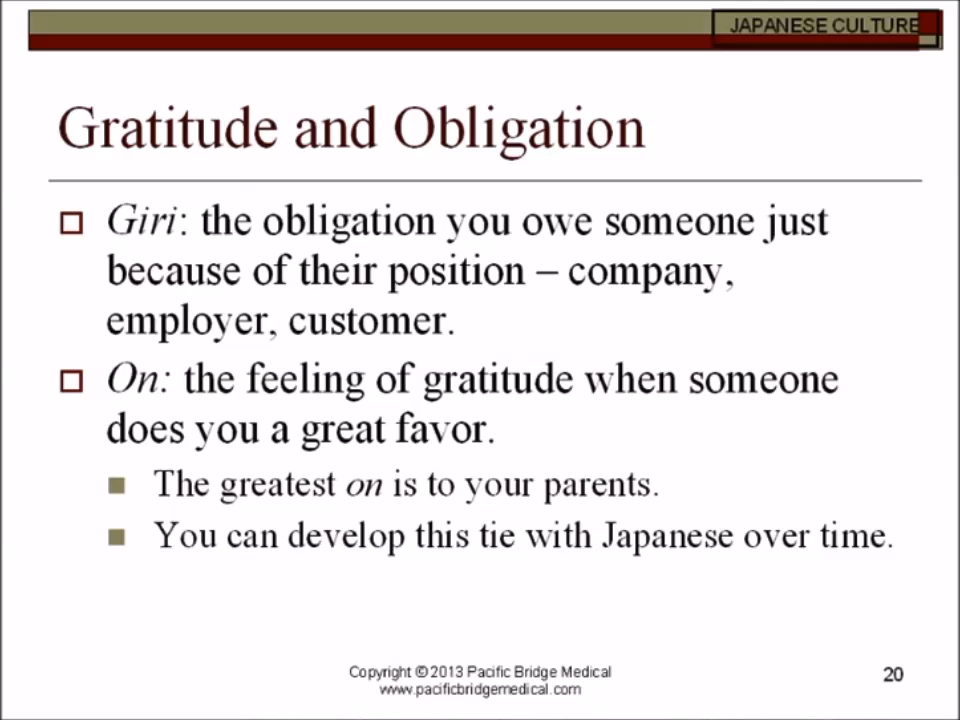 JAPANESE CULTURE
Gratitude and Obligation
Giri: the obligation you owe someone just
because of their position – company,
employer, customer.
On: the feeling of gratitude when someone
does you a great favor.
The greatest on is to your parents.
You can develop this tie with Japanese over time.
Copyright © 2013 Pacific Bridge Medical
www.pacificbridgemedical.com
20